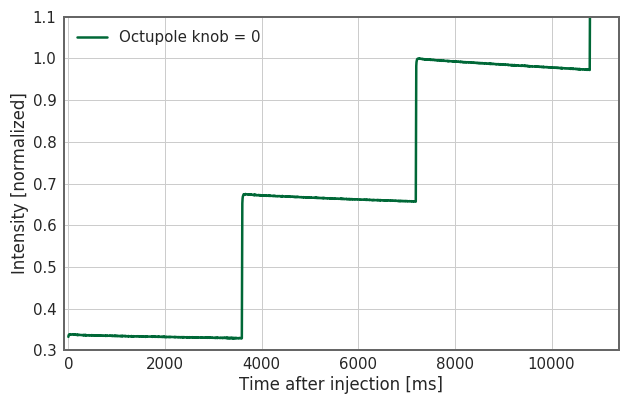 Octupole knob = 0
Intensity [normalized]
1.1
1.0
0.9
0.8
0.7
0.6
0.5
0.4
0.3
0 2000 4000 6000 8000 10000
Time after injection [ms]